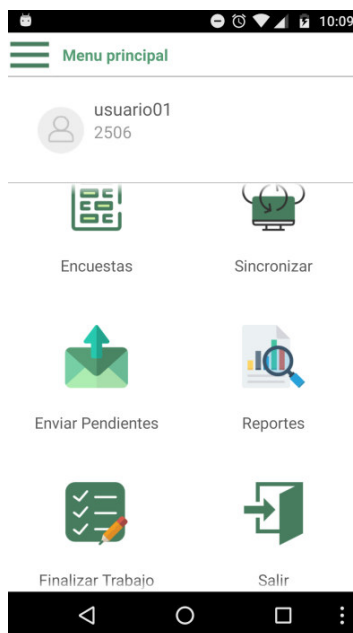 10:09
Menu principal
usuario01
2506
Encuestas
Sincronizar
Enviar Pendientes
Reportes
Finalizar Trabajo
Salir